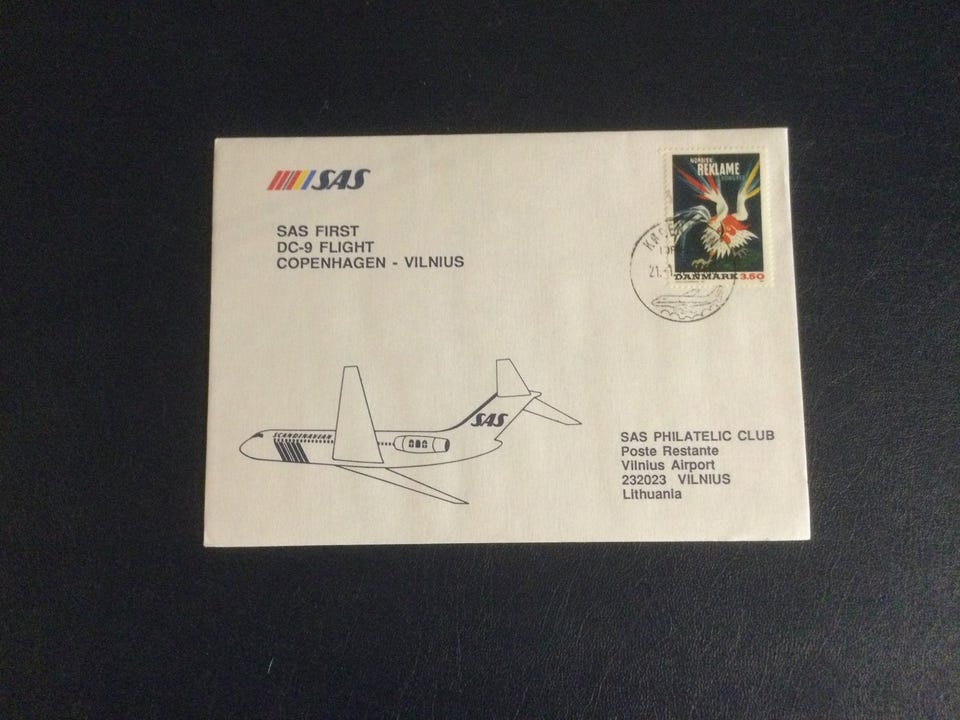 SAS
SAS FIRST
DC-9 FLIGHT
COPENHAGEN - VILNIUS
NORDISK
REKLAME
DANMARK 3.50
21.
SCANDINAVIAN
SAS
SAS PHILATELIC CLUB
Poste Restante
Vilnius Airport
232023 VILNIUS
Lithuania